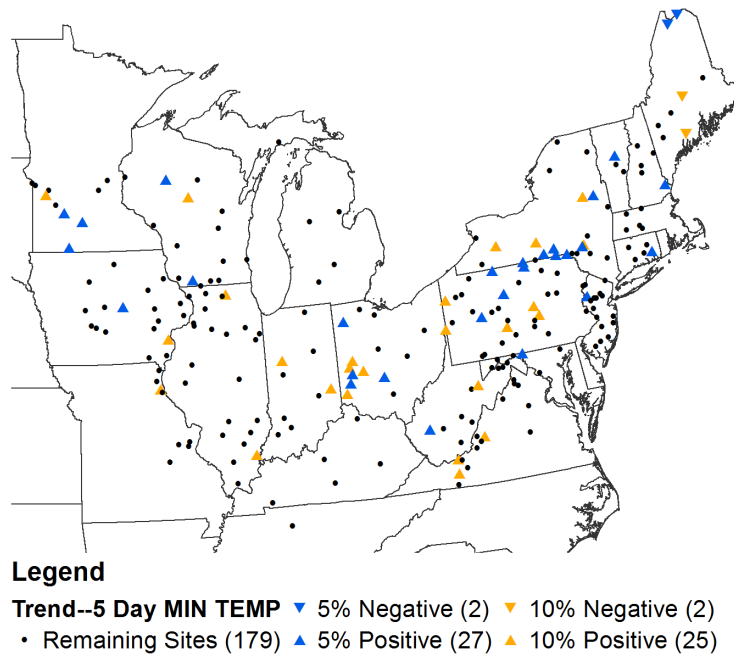 Legend
Trend--5 Day MIN TEMP 5% Negative (2) 10% Negative (2)
Remaining Sites (179) 5% Positive (27) 10% Positive (25)